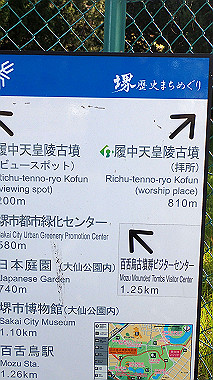 堺 歴史まちめぐり
履中天皇陵古墳
(ビュースポット)
Richu-tenno-ryo Kofun
(viewing spot)
200m
履中天皇陵古墳
(拝所)
Richu-tenno-ryo Kofun
(worship place)
810m
堺市都市緑化センター
Sakai City Urban Greenery Promotion Center
680m
日本庭園 (大仙公園内)
Japanese Garden
740m
堺市博物館 (大仙公園内)
Sakai City Museum
1.10km
百舌鳥駅
Mozu Sta.
1.26km
百舌鳥古墳群ビジターセンター
Mozu Mounded Tombs Visitor Center
1.25km